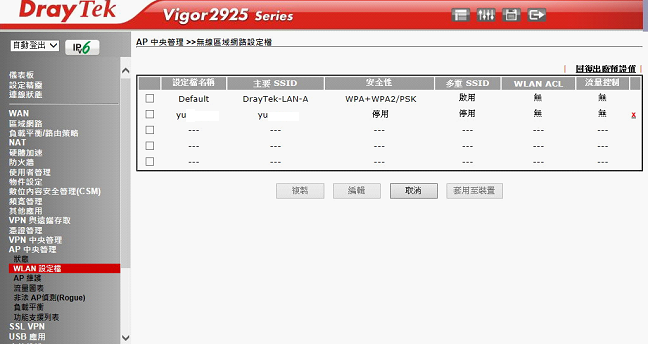 DrayTek
Vigor2925 Series
自動登出
IPv6
AP 中央管理 >>無線區域網路設定檔
回復出廠預設值
儀表板
設定精靈
連線狀態
WAN
區域網路
負載平衡/路由策略
NAT
硬體加速
防火牆
使用者管理
物件設定
數位內容安全管理(CSM)
頻寬管理
其他應用
VPN 與遠端存取
憑證管理
VPN 中央管理
AP 中央管理
狀態
WLAN 設定檔
AP 維護
流量圖表
非法 AP偵測(Rogue)
負載平衡
功能支援列表
SSL VPN
USB 應用
設定檔名稱 主要 SSID 安全性 多重 SSID WLAN ACL 流量控制
Default DrayTek-LAN-A WPA+WPA2/PSK 啟用 無 無
yu yu 停用 停用 無 無 x
--- --- --- --- --- ---
--- --- --- --- --- ---
--- --- --- --- --- ---
複製 編輯 取消 套用至裝置